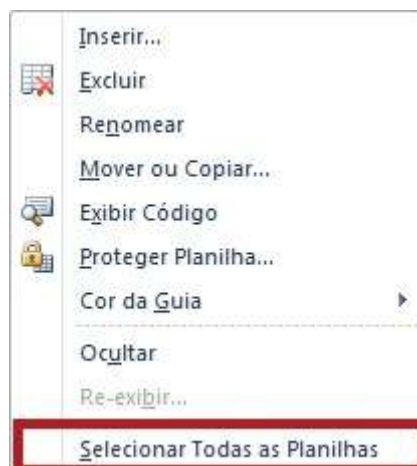 Inserir...
Excluir
Renomear
Mover ou Copiar...
Exibir Código
Proteger Planilha...
Cor da Guia
Ocultar
Re-exibir...
Selecionar Todas as Planilhas